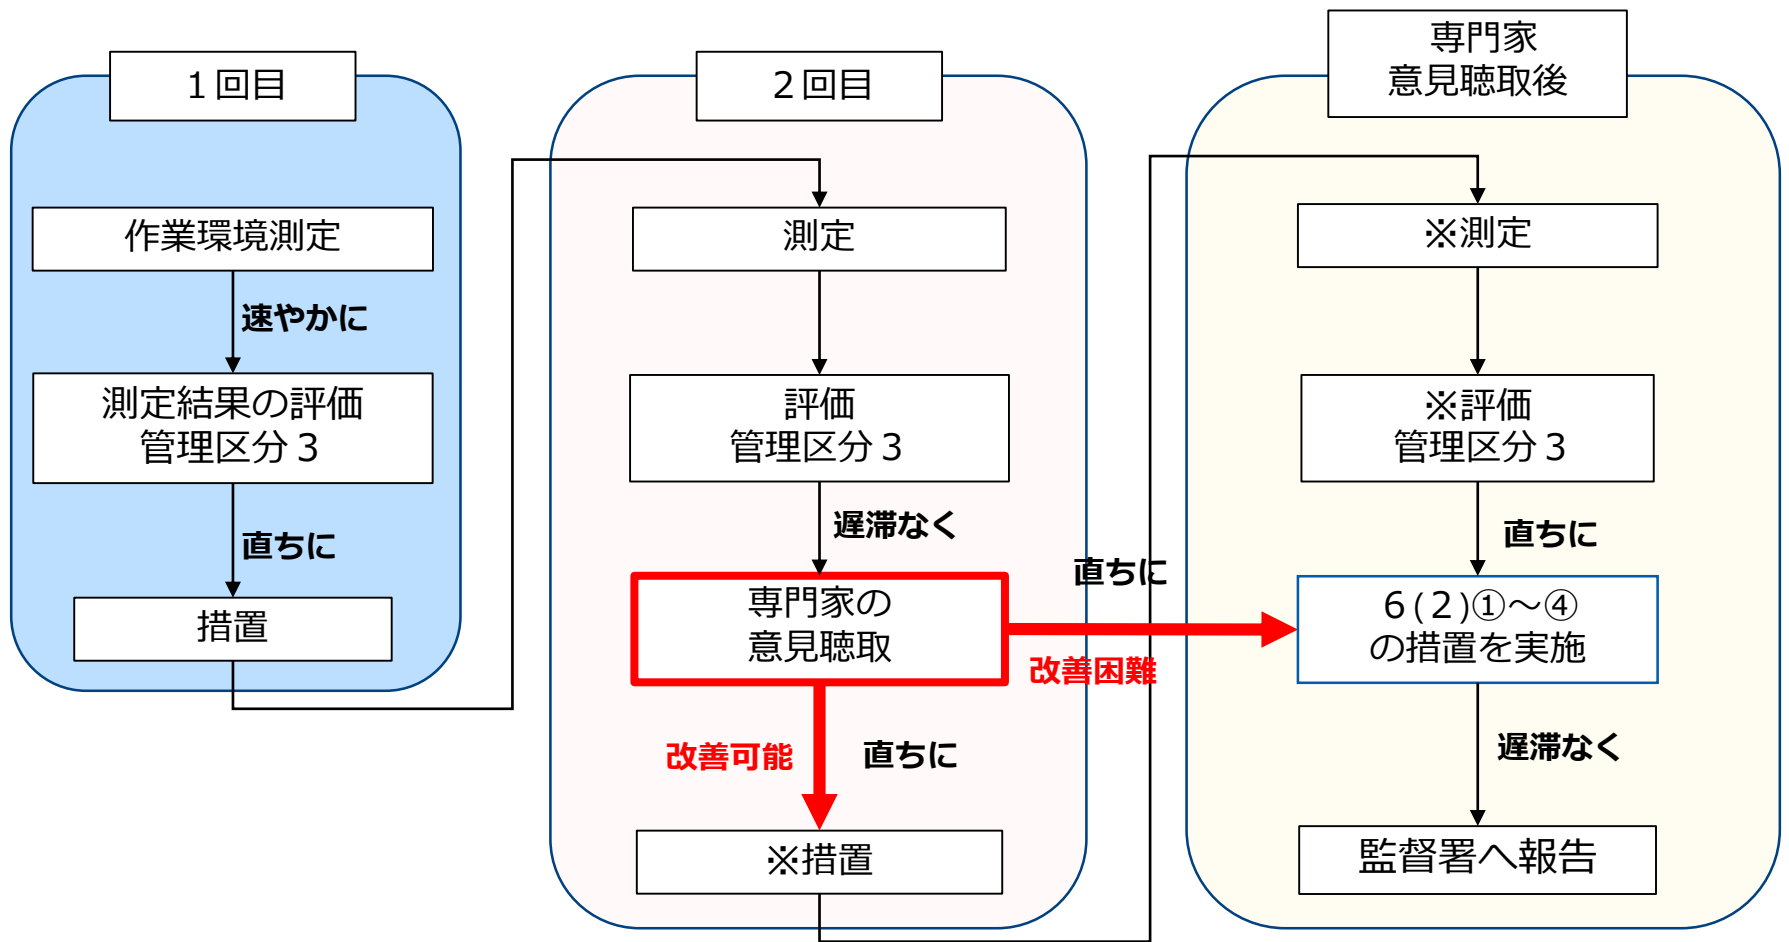 １回目
作業環境測定
速やかに
測定結果の評価
管理区分３
直ちに
措置
２回目
測定
評価
管理区分３
遅滞なく
専門家の
意見聴取
直ちに
改善困難
改善可能
直ちに
※措置
専門家
意見聴取後
※測定
※評価
管理区分３
直ちに
６(２)①～④
の措置を実施
遅滞なく
監督署へ報告